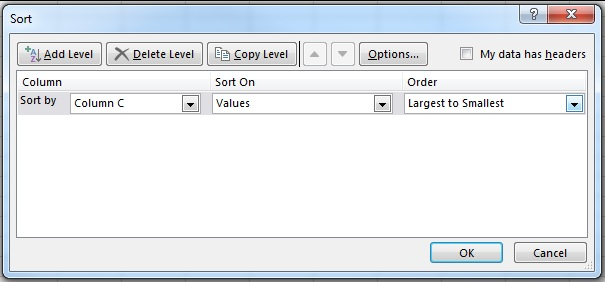 Sort
Add Level Delete Level Copy Level Options... My data has headers
Column Sort On Order
Sort by Column C Values Largest to Smallest
OK Cancel